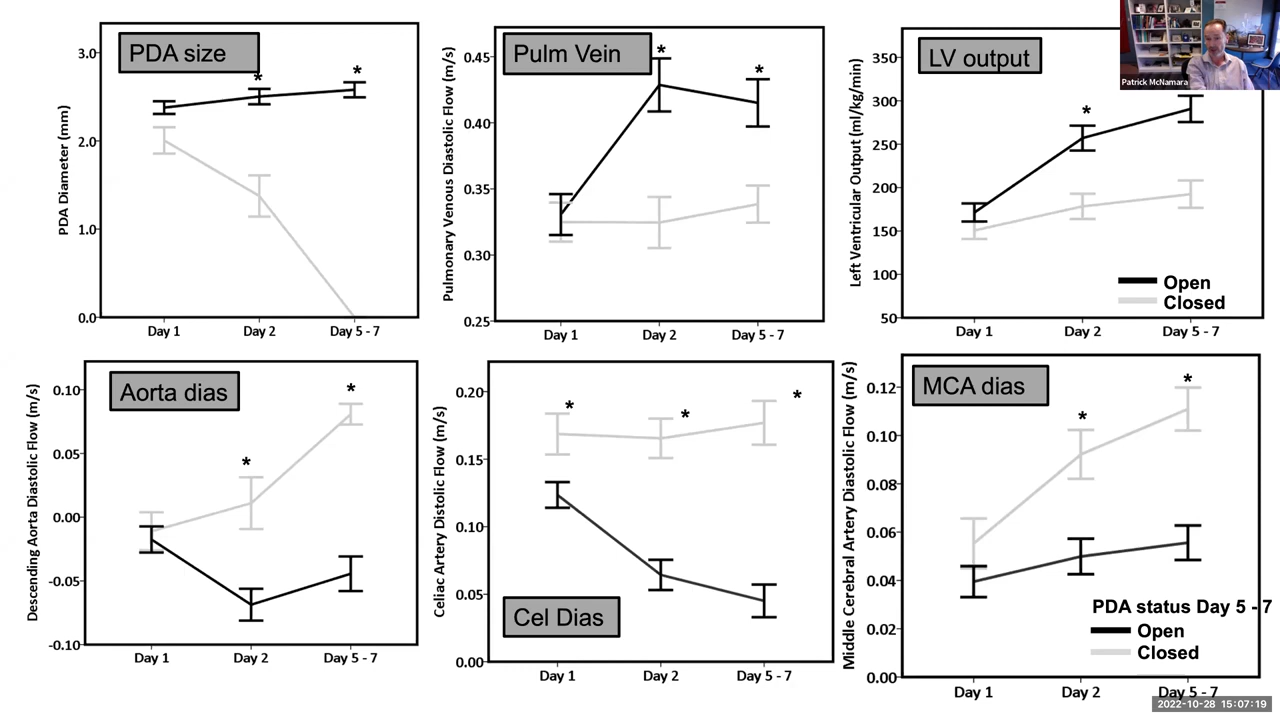 PDA size
PDA Diameter (mm)
3.0
2.0
1.0
0.0
*
*
Day 1
Day 2
Day 5 - 7
Pulm Vein
Pulmonary Venous Diastolic Flow (m/s)
0.45
0.40
0.35
0.30
0.25
*
*
Day 1
Day 2
Day 5 - 7
LV output
Left Ventricular Output (ml/kg/min)
350
300
250
200
150
100
50
*
Open
Closed
Day 1
Day 2
Day 5 - 7
Patrick McNamara
Aorta dias
Descending Aorta Diastolic Flow (m/s)
0.10
0.05
0.00
-0.05
-0.10
*
*
Day 1
Day 2
Day 5 - 7
Cel Dias
Celiac Artery Distolic Flow (m/s)
0.20
0.15
0.10
0.05
0.00
*
*
*
Day 1
Day 2
Day 5 - 7
MCA dias
Middle Cerebral Artery Diastolic Flow (m/s)
0.12
0.10
0.08
0.06
0.04
0.02
0.00
*
*
PDA status Day 5 - 7
Open
Closed
Day 1
Day 2
Day 5 - 7
2022-10-28 15:07:19